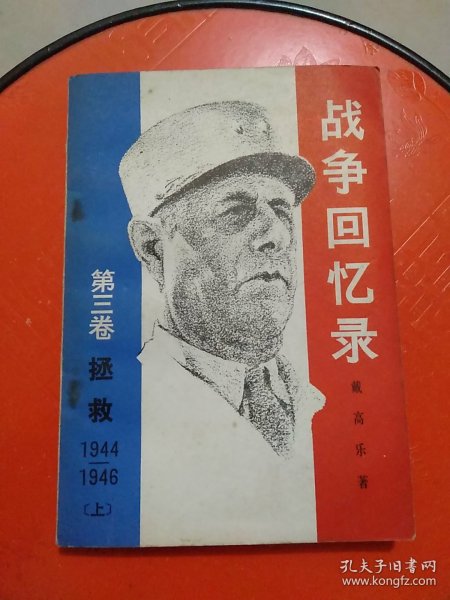 战争回忆录
戴高乐著
第三卷
拯救
1944
1946
〔上〕
孔夫子旧书网
www.kongfz.com